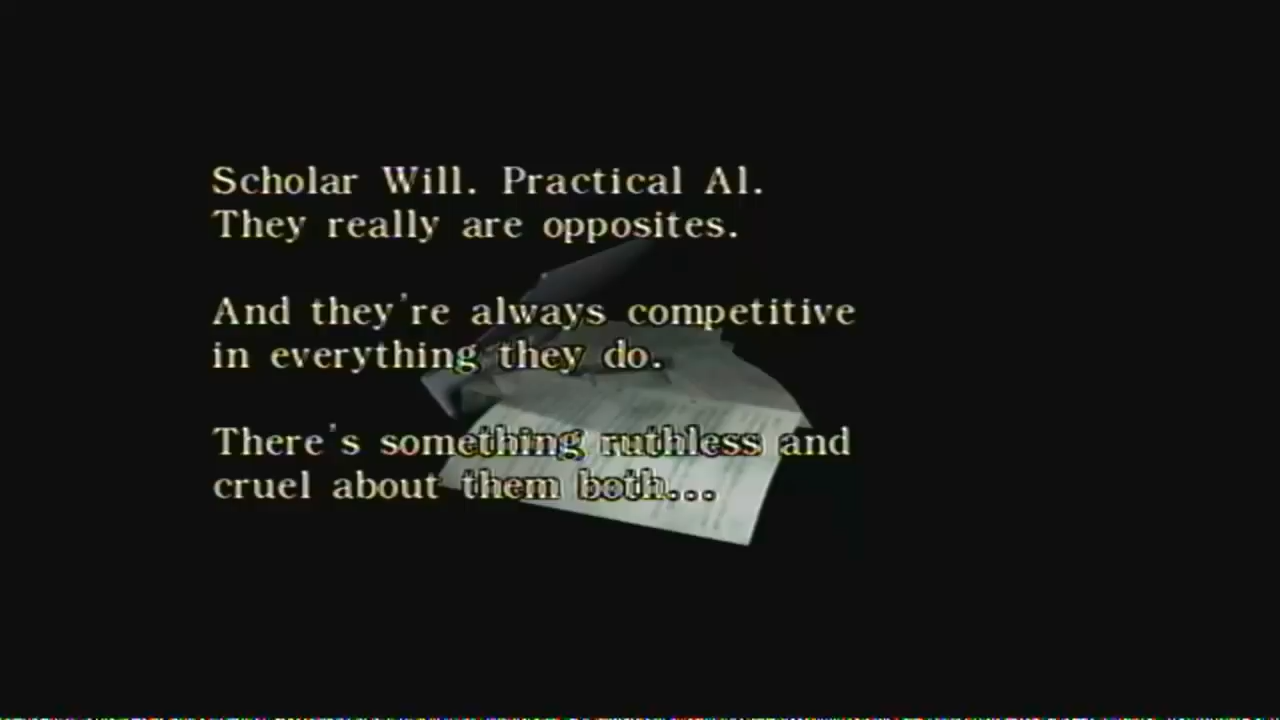 Scholar Will. Practical Al.
They really are opposites.
And they're always competitive
in everything they do.
There's something ruthless and
cruel about them both...